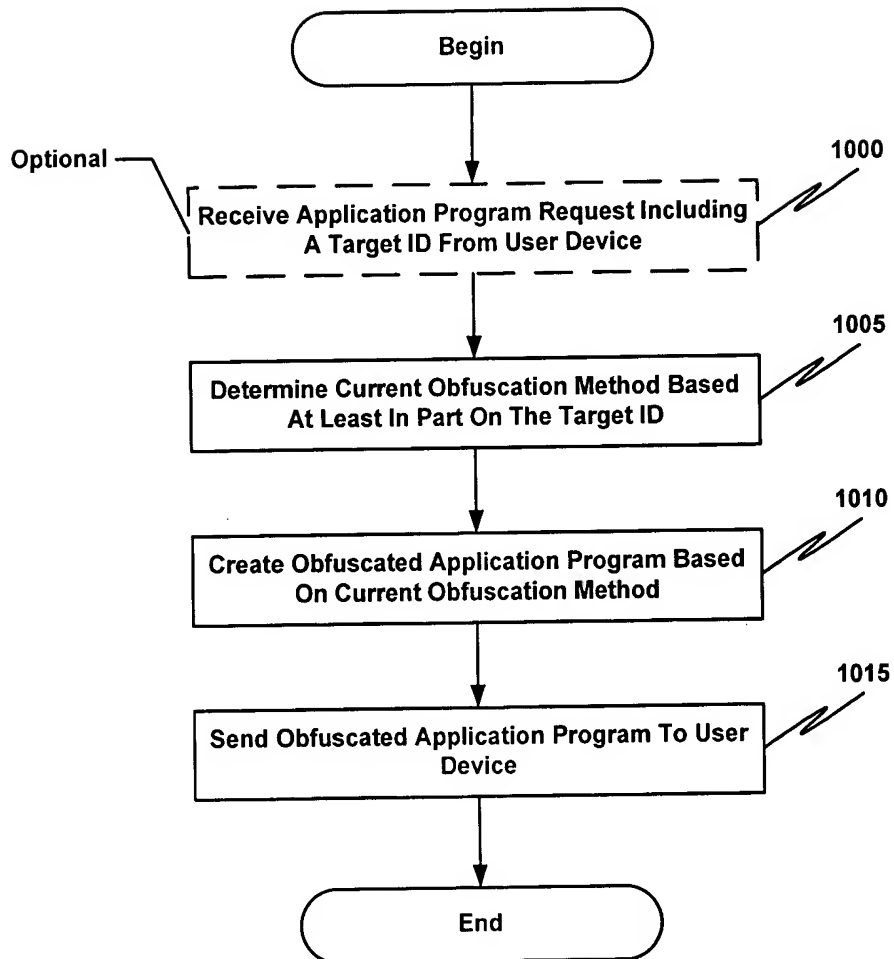 Begin
Optional
1000
Receive Application Program Request Including
A Target ID From User Device
1005
Determine Current Obfuscation Method Based
At Least In Part On The Target ID
1010
Create Obfuscated Application Program Based
On Current Obfuscation Method
1015
Send Obfuscated Application Program To User
Device
End